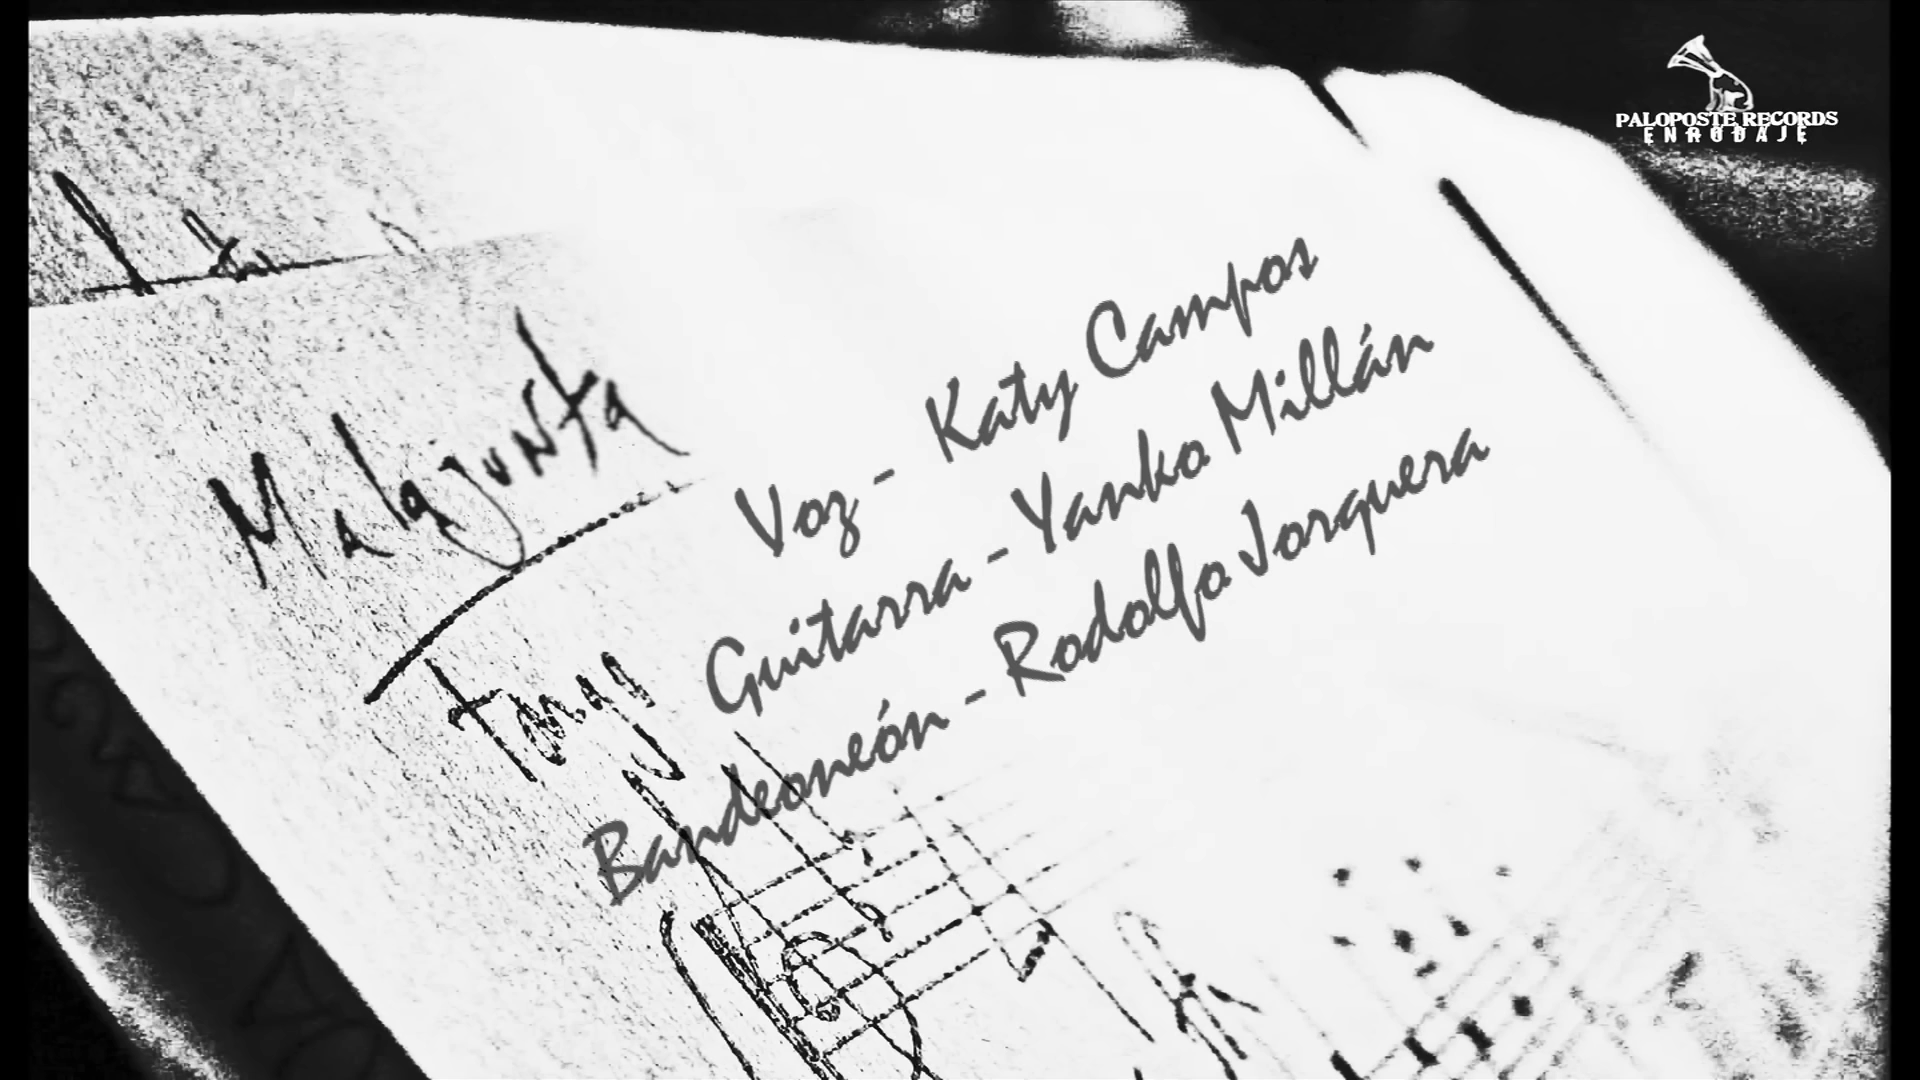 PALOPOSTE RECORDS
ENRODAJE
Malajunta
Tango
Voz - Katy Campos
Guitarra - Yanko Millán
Bandoneón - Rodolfo Jorquera